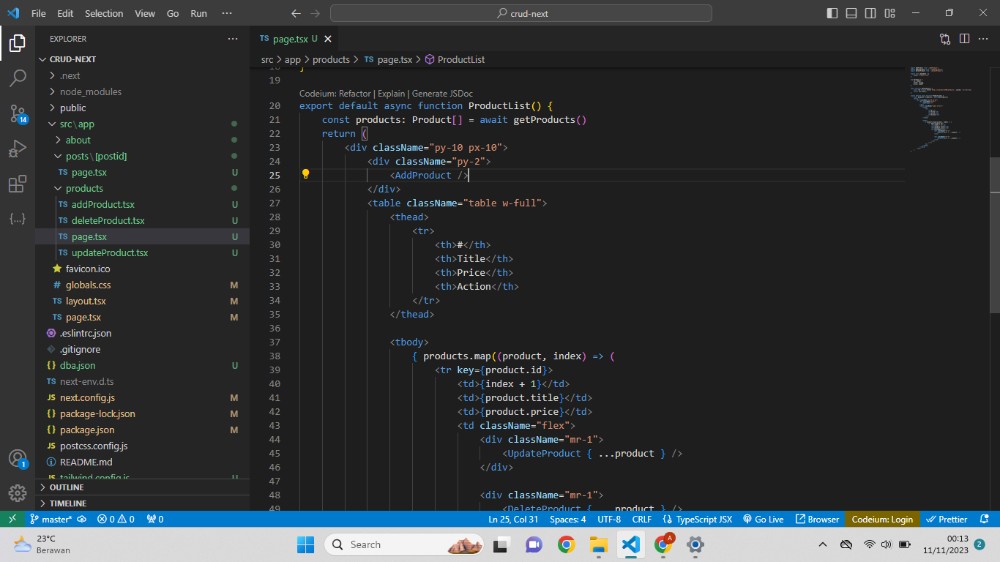 File Edit Selection View Go Run ··· crud-next
EXPLORER ···
CRUD-NEXT
.next
node_modules
public
src\app
about
posts\[postid]
TS page.tsx U
products
TS addProduct.tsx U
TS deleteProduct.tsx U
TS page.tsx U
TS updateProduct.tsx U
favicon.ico
# globals.css M
TS layout.tsx M
TS page.tsx M
.eslintrc.json
.gitignore
{} dba.json U
TS next-env.d.ts
JS next.config.js M
{} package-lock.json M
{} package.json M
JS postcss.config.js
README.md
JS tailwind.config.js U
OUTLINE
TIMELINE
14
1
TS page.tsx U
src > app > products > TS page.tsx > ProductList
18 }
19
Codeium: Refactor | Explain | Generate JSDoc
20 export default async function ProductList() {
21 const products: Product[] = await getProducts()
22 return (
23 <div className="py-10 px-10">
24 <div className="py-2">
25 <AddProduct />
26 </div>
27 <table className="table w-full">
28 <thead>
29 <tr>
30 <th>#</th>
31 <th>Title</th>
32 <th>Price</th>
33 <th>Action</th>
34 </tr>
35 </thead>
36
37 <tbody>
38 { products.map((product, index) => (
39 <tr key={product.id}>
40 <td>{index + 1}</td>
41 <td>{product.title}</td>
42 <td>{product.price}</td>
43 <td className="flex">
44 <div className="mr-1">
45 <UpdateProduct { ...product } />
46 </div>
47
48 <div className="mr-1">
49 <DeleteProduct { ...product } />
master* 0 0 0 Ln 25, Col 31 Spaces: 4 UTF-8 CRLF {} TypeScript JSX Go Live Browser Codeium: Login Prettier
23°C
Berawan
Search
A
00:13
11/11/2023
2